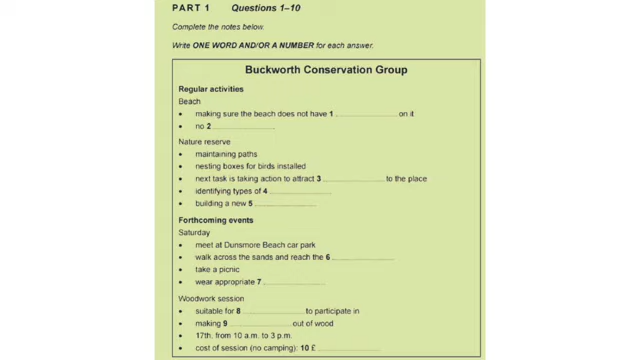 PART 1 Questions 1–10
Complete the notes below.
Write ONE WORD AND/OR A NUMBER for each answer.
Buckworth Conservation Group
Regular activities
Beach
• making sure the beach does not have 1 .......................... on it
• no 2 ..........................
Nature reserve
• maintaining paths
• nesting boxes for birds installed
• next task is taking action to attract 3 .......................... to the place
• identifying types of 4 ..........................
• building a new 5 ..........................
Forthcoming events
Saturday
• meet at Dunsmore Beach car park
• walk across the sands and reach the 6 ..........................
• take a picnic
• wear appropriate 7 ..........................
Woodwork session
• suitable for 8 .......................... to participate in
• making 9 .......................... out of wood
• 17th, from 10 a.m. to 3 p.m.
• cost of session (no camping): 10 £ ..........................